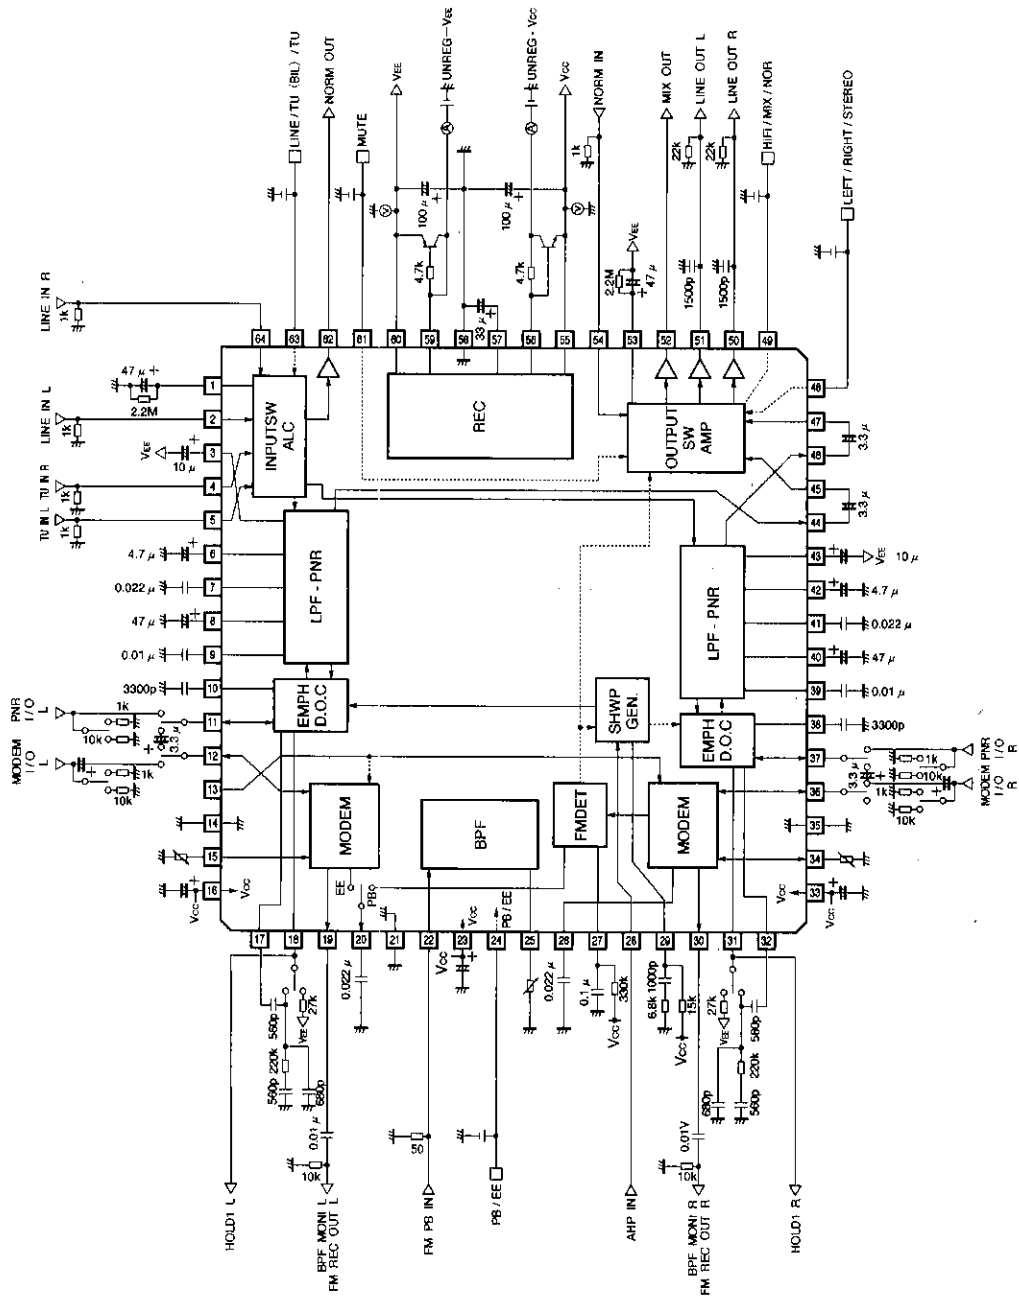 LINE IN R
1k
LINE / TU (BIL) / TU
NORM OUT
MUTE
VEE
UNREG-VEE
UNREG - VCC
VCC
NORM IN
1k
MIX OUT
LINE OUT L
LINE OUT R
22k
22k
HiFi / MIX / NOR
LEFT / RIGHT / STEREO
100 μ
100 μ
4.7k
4.7k
33 μ
2.2M
47 μ
VEE
1500p
1500p
64
63
62
61
60
59
58
57
56
55
54
53
52
51
50
49
47 μ
2.2M
LINE IN L
1k
VEE
10 μ
TU IN R
1k
TU IN L
1k
4.7 μ
0.022 μ
47 μ
0.01 μ
3300p
PNR I/O L
1k
10k
3.3 μ
MODEM I/O L
1k
10k
VCC
VCC
1
2
3
4
5
6
7
8
9
10
11
12
13
14
15
16
INPUTSW ALC
REC
OUTPUT SW AMP
LPF - PNR
LPF - PNR
EMPH D.O.C
EMPH D.O.C
SHWP GEN.
MODEM
BPF
FMDET
MODEM
EE
PB
PB / EE
VCC
48
47
46
45
44
43
42
41
40
39
38
37
36
35
34
33
3.3 μ
3.3 μ
VEE
10 μ
4.7 μ
0.022 μ
47 μ
0.01 μ
3300p
3.3 μ
1k
10k
1k
10k
PNR I/O R
MODEM I/O R
VCC
VCC
17
18
19
20
21
22
23
24
25
26
27
28
29
30
31
32
560p
220k
560p
680p
VEE
27k
0.01 μ
10k
0.022 μ
50
VCC
0.022 μ
0.1 μ
330k
VCC
6.8k
1000p
15k
VCC
0.01V
10k
27k
VEE
680p
220k
560p
560p
HOLD1 L
BPF MONI L
FM REC OUT L
FM PB IN
PB / EE
AHP IN
BPF MONI R
FM REC OUT R
HOLD1 R